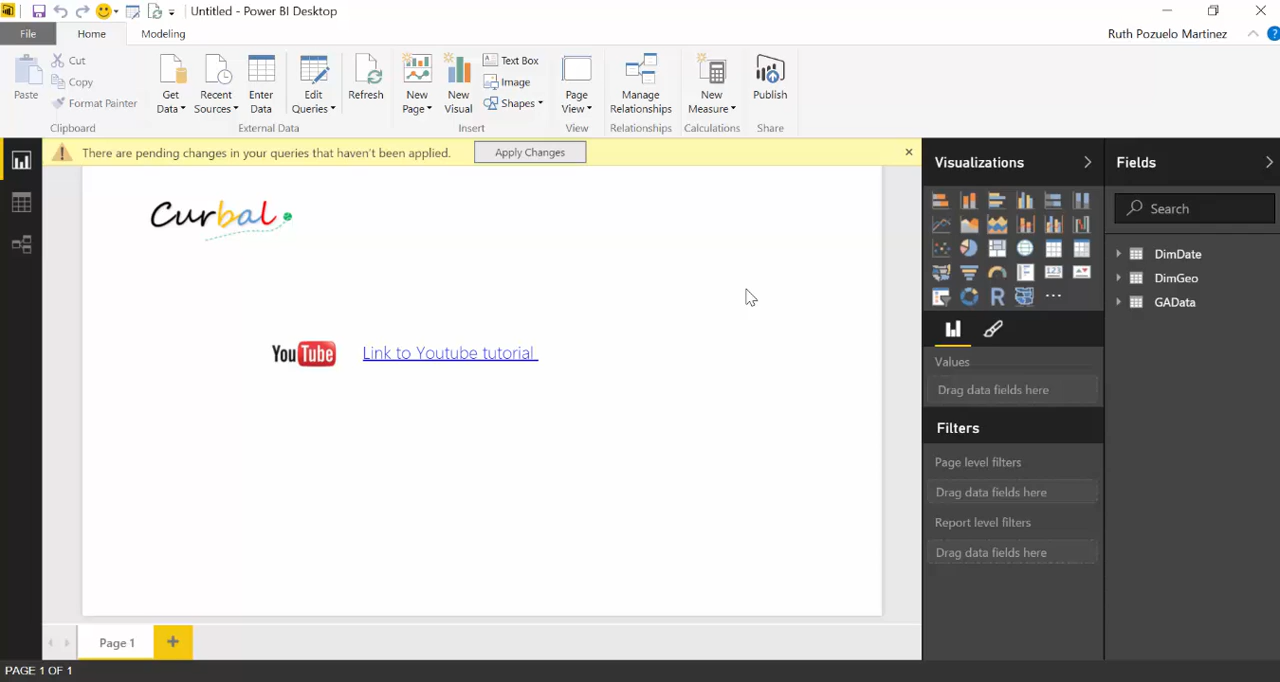 Untitled - Power BI Desktop
File
Home
Modeling
Ruth Pozuelo Martinez
?
Paste
Cut
Copy
Format Painter
Clipboard
Get Data
Recent Sources
Enter Data
Edit Queries
Refresh
External Data
New Page
New Visual
Text Box
Image
Shapes
Insert
Page View
View
Manage Relationships
Relationships
New Measure
Calculations
Publish
Share
There are pending changes in your queries that haven't been applied.
Apply Changes
Curbal
YouTube
Link to Youtube tutorial
Visualizations
Fields
Search
DimDate
DimGeo
GAData
R
123
Values
Drag data fields here
Filters
Page level filters
Drag data fields here
Report level filters
Drag data fields here
Page 1
PAGE 1 OF 1